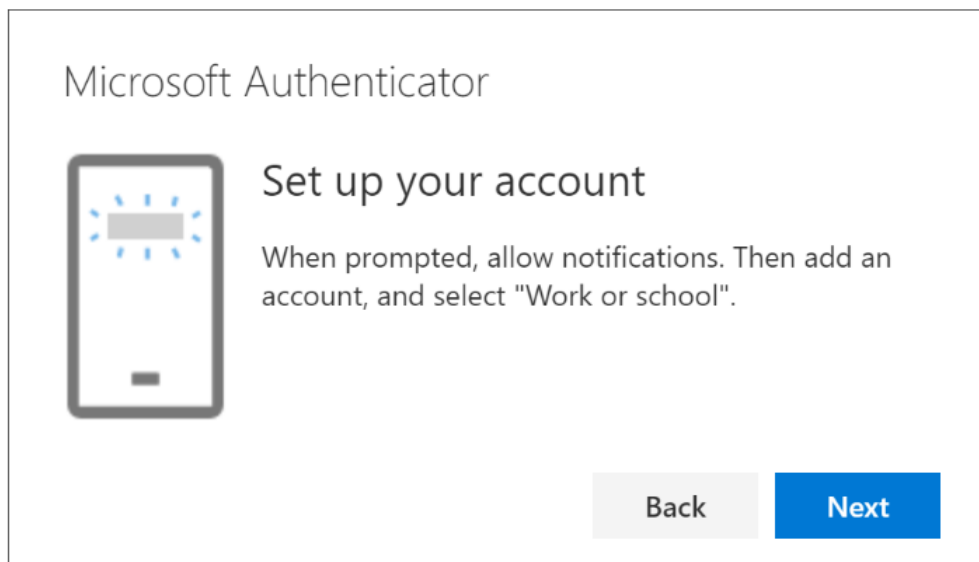 Microsoft Authenticator
Set up your account
When prompted, allow notifications. Then add an
account, and select "Work or school".
Back
Next